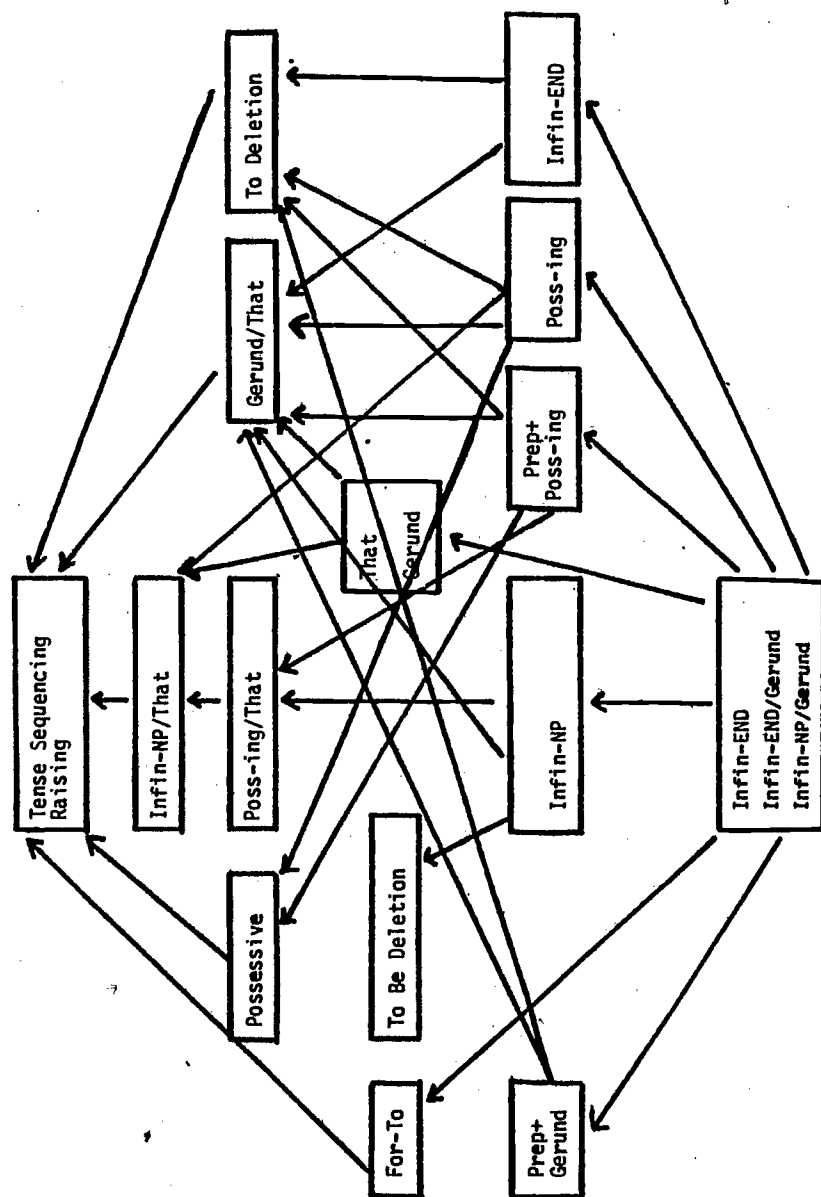 Tense Sequencing
Raising
Infin-NP/That
Possessive
Poss-ing/That
Gerund/That
To Deletion
For-To
To Be Deletion
That
Gerund
Prep+
Gerund
Infin-NP
Prep+
Poss-ing
Poss-ing
Infin-END
Infin-END
Infin-END/Gerund
Infin-NP/Gerund